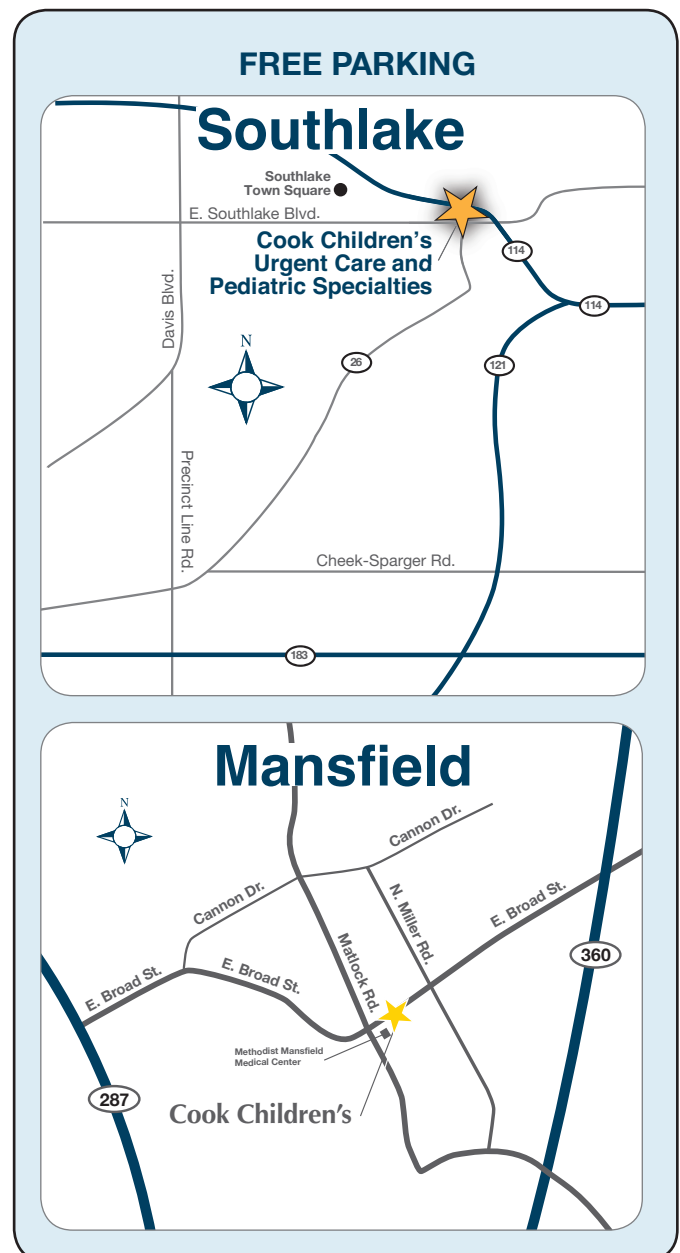 FREE PARKING
Southlake
Southlake
Town Square
E. Southlake Blvd.
Cook Children's
Urgent Care and
Pediatric Specialties
114
114
Davis Blvd.
N
26
121
Precinct Line Rd.
Cheek-Sparger Rd.
183
Mansfield
N
Cannon Dr.
Cannon Dr.
N. Miller Rd.
E. Broad St.
Matlock Rd.
E. Broad St.
E. Broad St.
360
Methodist Mansfield
Medical Center
287
Cook Children's